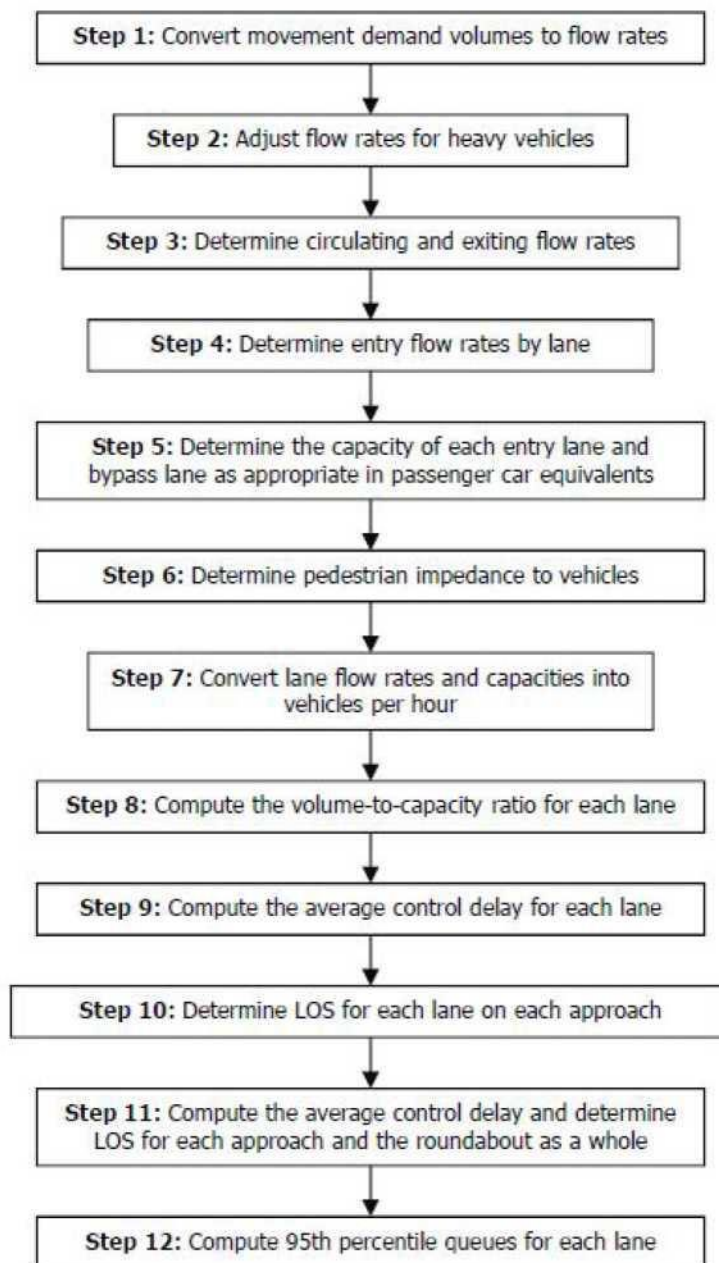 Step 1: Convert movement demand volumes to flow rates
Step 2: Adjust flow rates for heavy vehicles
Step 3: Determine circulating and exiting flow rates
Step 4: Determine entry flow rates by lane
Step 5: Determine the capacity of each entry lane and
bypass lane as appropriate in passenger car equivalents
Step 6: Determine pedestrian impedance to vehicles
Step 7: Convert lane flow rates and capacities into
vehicles per hour
Step 8: Compute the volume-to-capacity ratio for each lane
Step 9: Compute the average control delay for each lane
Step 10: Determine LOS for each lane on each approach
Step 11: Compute the average control delay and determine
LOS for each approach and the roundabout as a whole
Step 12: Compute 95th percentile queues for each lane